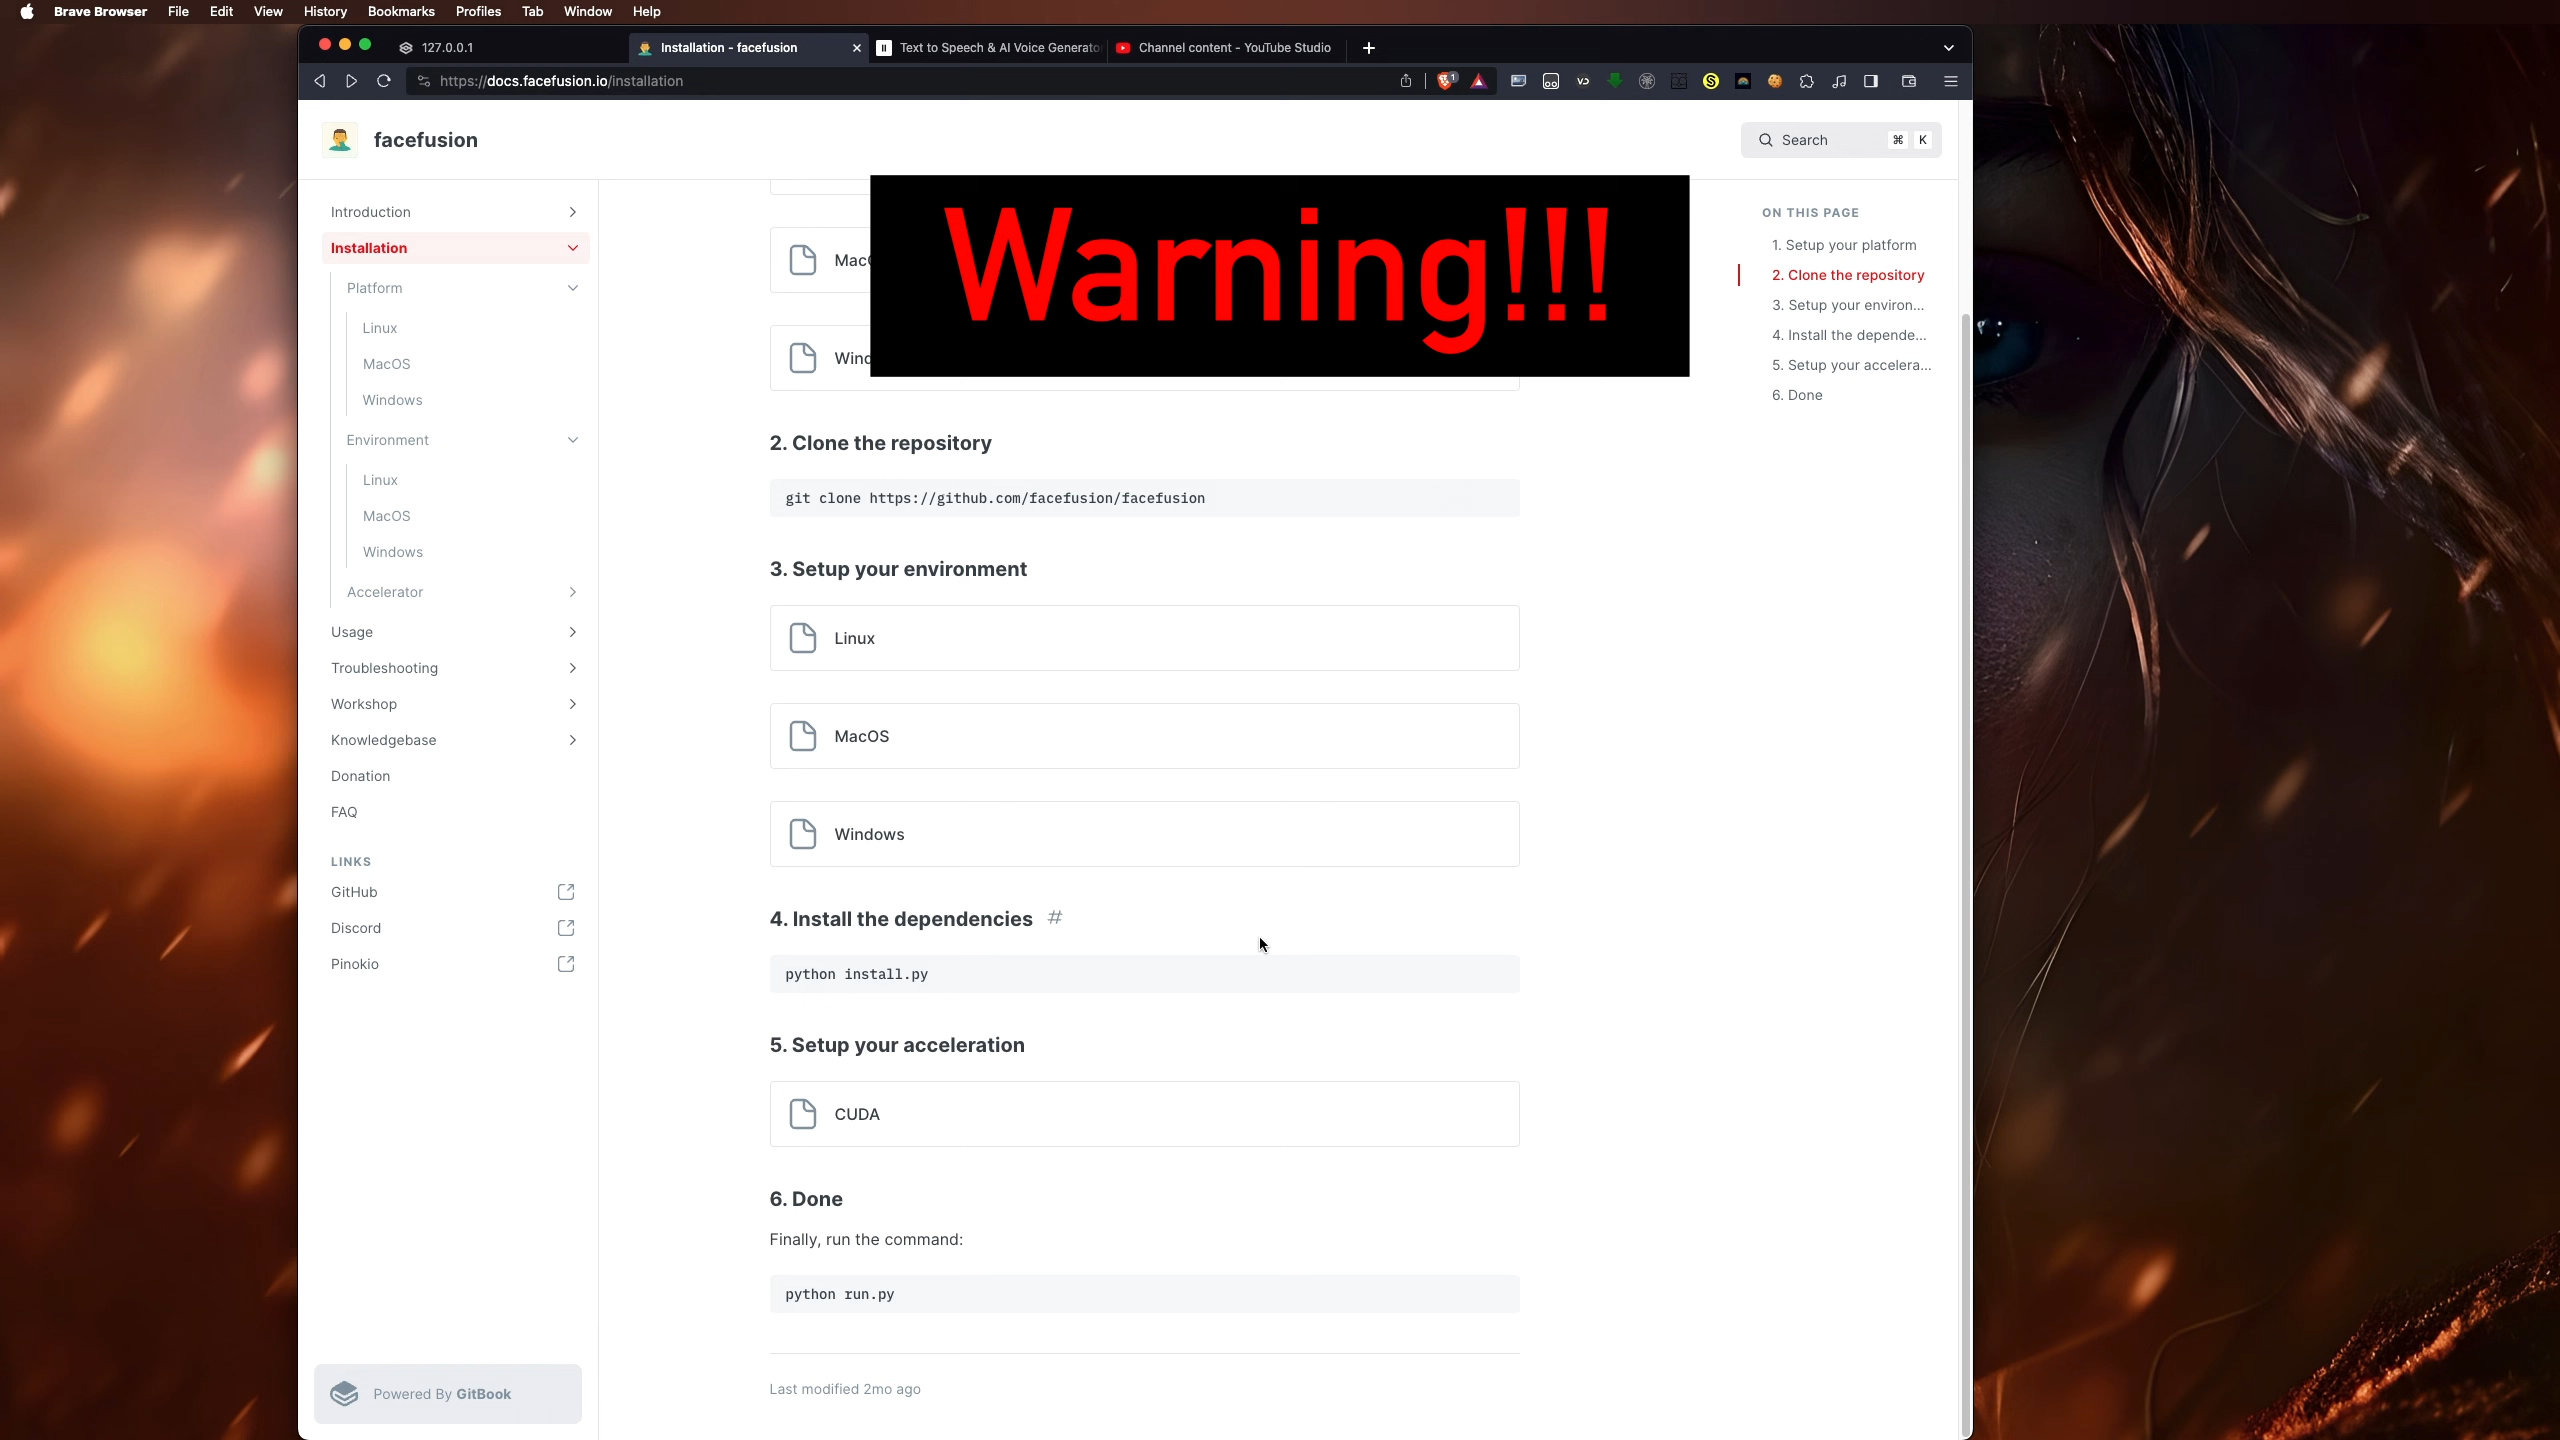 Brave Browser File Edit View History Bookmarks Profiles Tab Window Help
127.0.0.1 Installation - facefusion Text to Speech & AI Voice Generato Channel content - YouTube Studio
https://docs.facefusion.io/installation
facefusion
Search ⌘ K
Introduction
Installation
Platform
Linux
MacOS
Windows
Environment
Linux
MacOS
Windows
Accelerator
Usage
Troubleshooting
Workshop
Knowledgebase
Donation
FAQ
LINKS
GitHub
Discord
Pinokio
Powered By GitBook
Warning!!!
2. Clone the repository
git clone https://github.com/facefusion/facefusion
3. Setup your environment
Linux
MacOS
Windows
4. Install the dependencies #
python install.py
5. Setup your acceleration
CUDA
6. Done
Finally, run the command:
python run.py
Last modified 2mo ago
ON THIS PAGE
1. Setup your platform
2. Clone the repository
3. Setup your environ...
4. Install the depende...
5. Setup your accelera...
6. Done